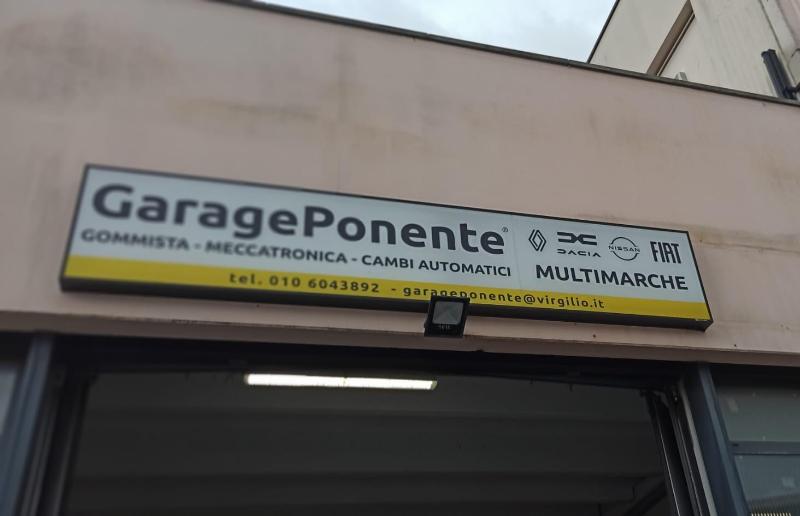 GaragePonente®
GOMMISTA - MECCATRONICA - CAMBI AUTOMATICI
tel. 010 6043892 - garageponente@virgilio.it
DACIA
NISSAN
FIAT
MULTIMARCHE